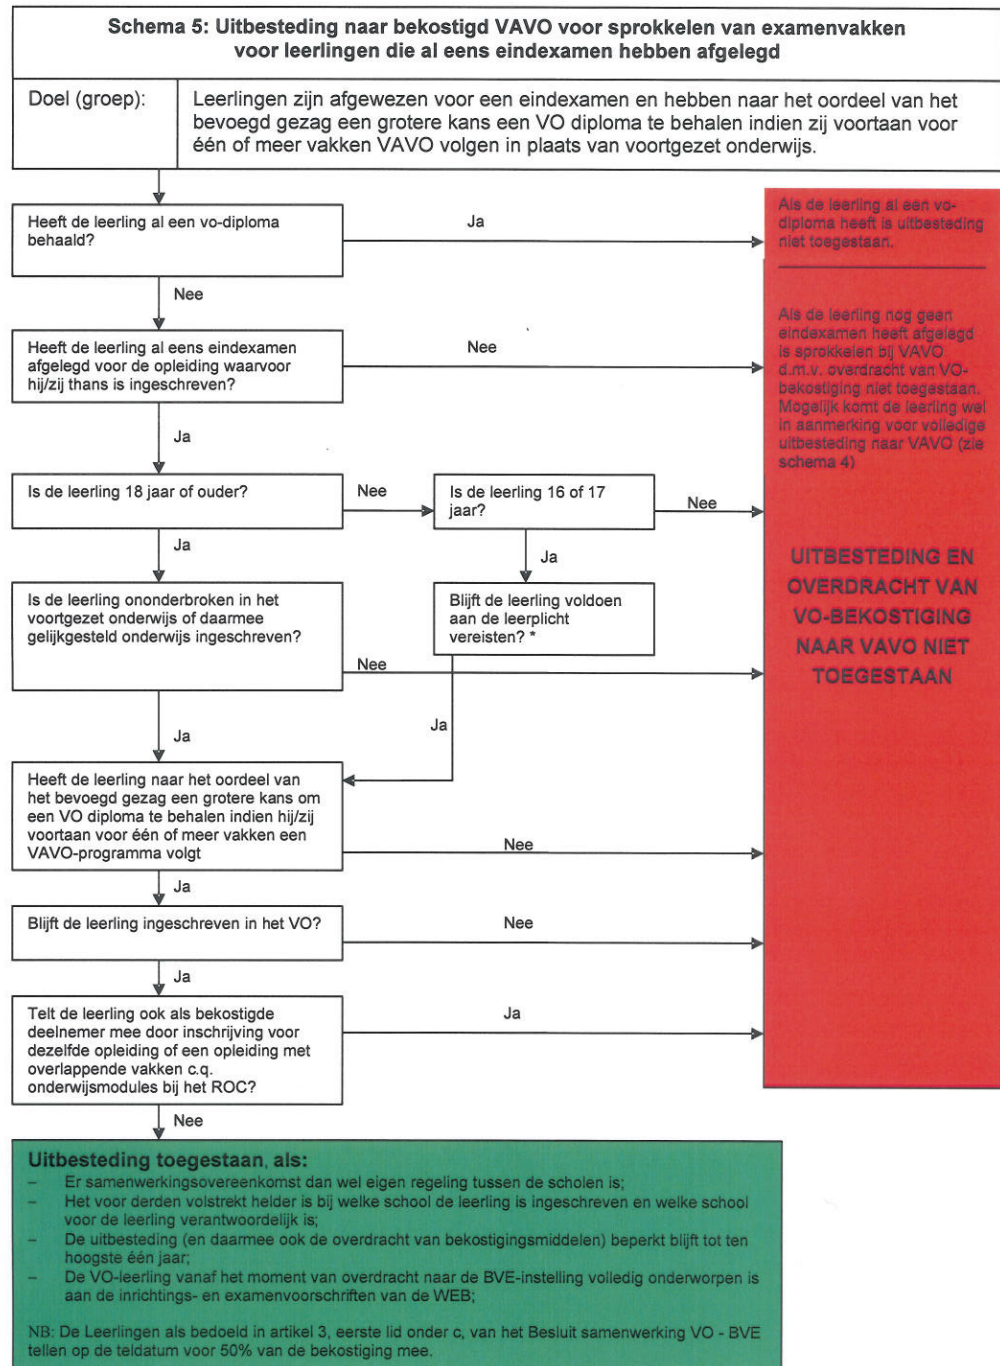 Schema 5: Uitbesteding naar bekostigd VAVO voor sprokkelen van examenvakken
voor leerlingen die al eens eindexamen hebben afgelegd
Doel (groep):
Leerlingen zijn afgewezen voor een eindexamen en hebben naar het oordeel van het
bevoegd gezag een grotere kans een VO diploma te behalen indien zij voortaan voor
één of meer vakken VAVO volgen in plaats van voortgezet onderwijs.
Heeft de leerling al een vo-diploma
behaald?
Ja
Als de leerling al een vo-
diploma heeft is uitbesteding
niet toegestaan.
Nee
Heeft de leerling al eens eindexamen
afgelegd voor de opleiding waarvoor
hij/zij thans is ingeschreven?
Nee
Als de leerling nog geen
eindexamen heeft afgelegd
is sprokkelen bij VAVO
d.m.v. overdracht van VO-
bekostiging niet toegestaan.
Mogelijk komt de leerling wel
in aanmerking voor volledige
uitbesteding naar VAVO (zie
schema 4)
Ja
Is de leerling 18 jaar of ouder?
Nee
Is de leerling 16 of 17
jaar?
Nee
Ja
Ja
UITBESTEDING EN
OVERDRACHT VAN
VO-BEKOSTIGING
NAAR VAVO NIET
TOEGESTAAN
Is de leerling ononderbroken in het
voortgezet onderwijs of daarmee
gelijkgesteld onderwijs ingeschreven?
Blijft de leerling voldoen
aan de leerplicht
vereisten? *
Nee
Ja
Ja
Heeft de leerling naar het oordeel van
het bevoegd gezag een grotere kans om
een VO diploma te behalen indien hij/zij
voortaan voor één of meer vakken een
VAVO-programma volgt
Nee
Ja
Blijft de leerling ingeschreven in het VO?
Nee
Ja
Telt de leerling ook als bekostigde
deelnemer mee door inschrijving voor
dezelfde opleiding of een opleiding met
overlappende vakken c.q.
onderwijsmodules bij het ROC?
Ja
Nee
Uitbesteding toegestaan, als:
– Er samenwerkingsovereenkomst dan wel eigen regeling tussen de scholen is;
– Het voor derden volstrekt helder is bij welke school de leerling is ingeschreven en welke school
voor de leerling verantwoordelijk is;
– De uitbesteding (en daarmee ook de overdracht van bekostigingsmiddelen) beperkt blijft tot ten
hoogste één jaar;
– De VO-leerling vanaf het moment van overdracht naar de BVE-instelling volledig onderworpen is
aan de inrichtings- en examenvoorschriften van de WEB;
NB: De Leerlingen als bedoeld in artikel 3, eerste lid onder c, van het Besluit samenwerking VO - BVE
tellen op de teldatum voor 50% van de bekostiging mee.